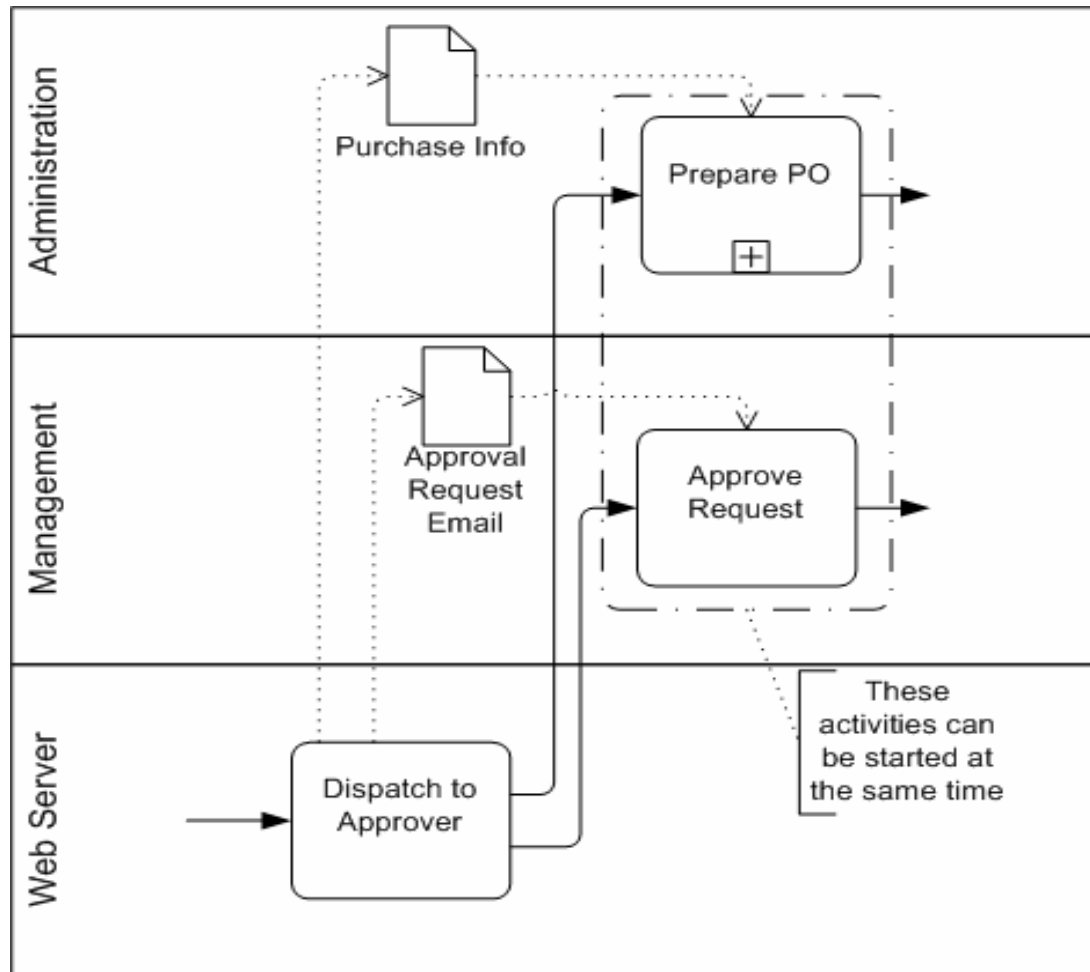 Administration
Purchase Info
Prepare PO
Management
Approval
Request
Email
Approve
Request
Web Server
Dispatch to
Approver
These
activities can
be started at
the same time